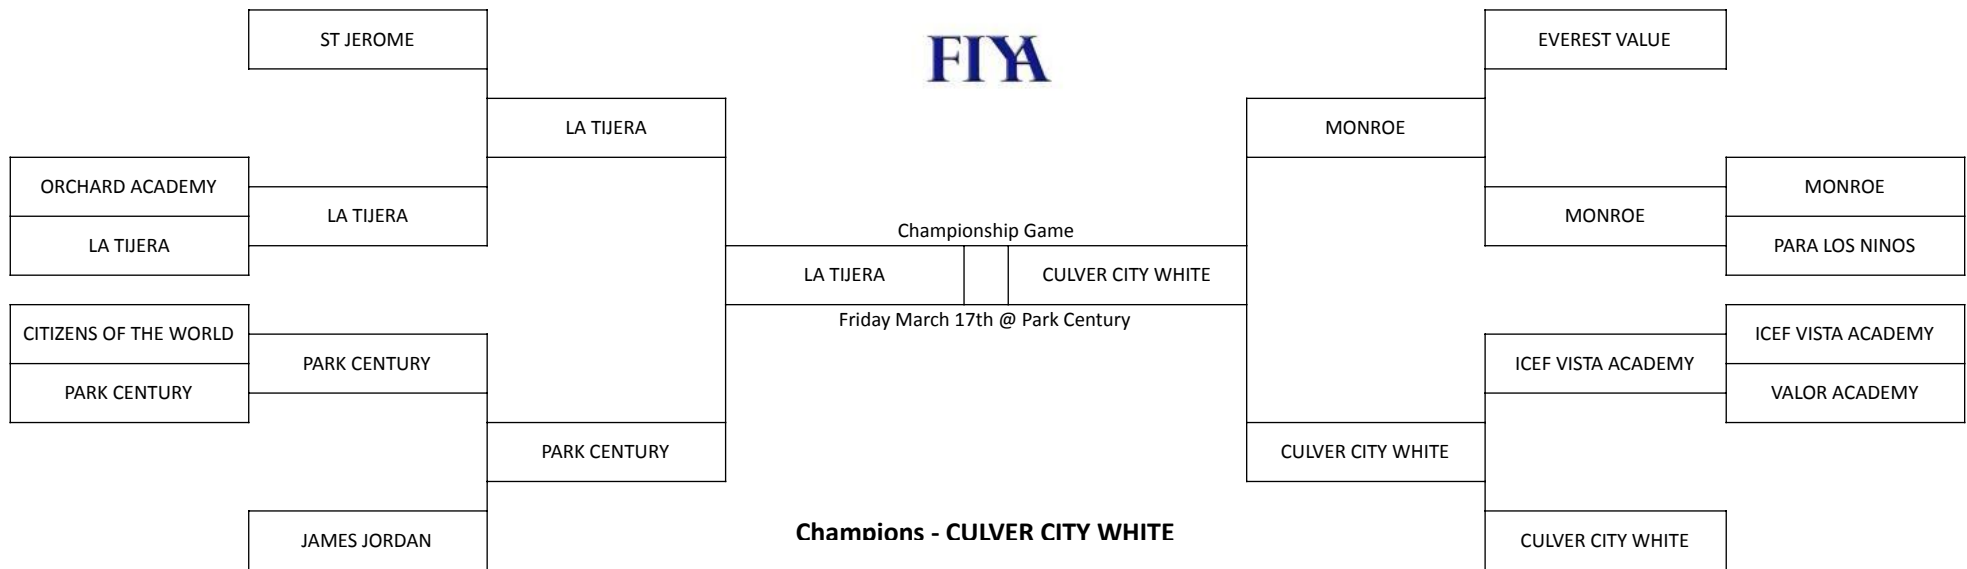 ST JEROME
EVEREST VALUE
FIYA
LA TIJERA
MONROE
ORCHARD ACADEMY
MONROE
LA TIJERA
MONROE
LA TIJERA
PARA LOS NINOS
Championship Game
LA TIJERA
CULVER CITY WHITE
Friday March 17th @ Park Century
CITIZENS OF THE WORLD
ICEF VISTA ACADEMY
PARK CENTURY
ICEF VISTA ACADEMY
PARK CENTURY
VALOR ACADEMY
PARK CENTURY
CULVER CITY WHITE
Champions - CULVER CITY WHITE
JAMES JORDAN
CULVER CITY WHITE